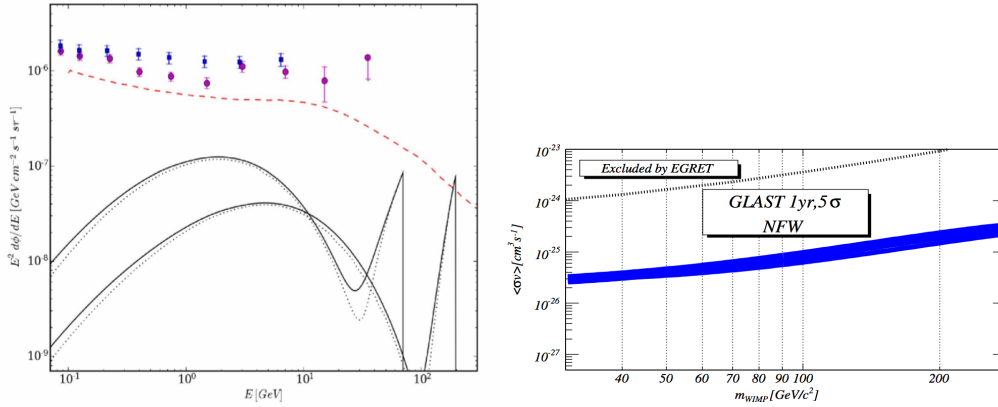 10⁻⁶
10⁻⁷
10⁻⁸
10⁻⁹
E² dϕ/dE [GeV cm⁻² s⁻¹ sr⁻¹]
10⁻¹ 10⁰ 10¹ 10²
E [GeV]
10⁻²³
10⁻²⁴
10⁻²⁵
10⁻²⁶
10⁻²⁷
<σv> [cm³ s⁻¹]
Excluded by EGRET
GLAST 1yr,5 σ
NFW
40 50 60 70 80 90 100 200
m_WIMP [GeV/c²]